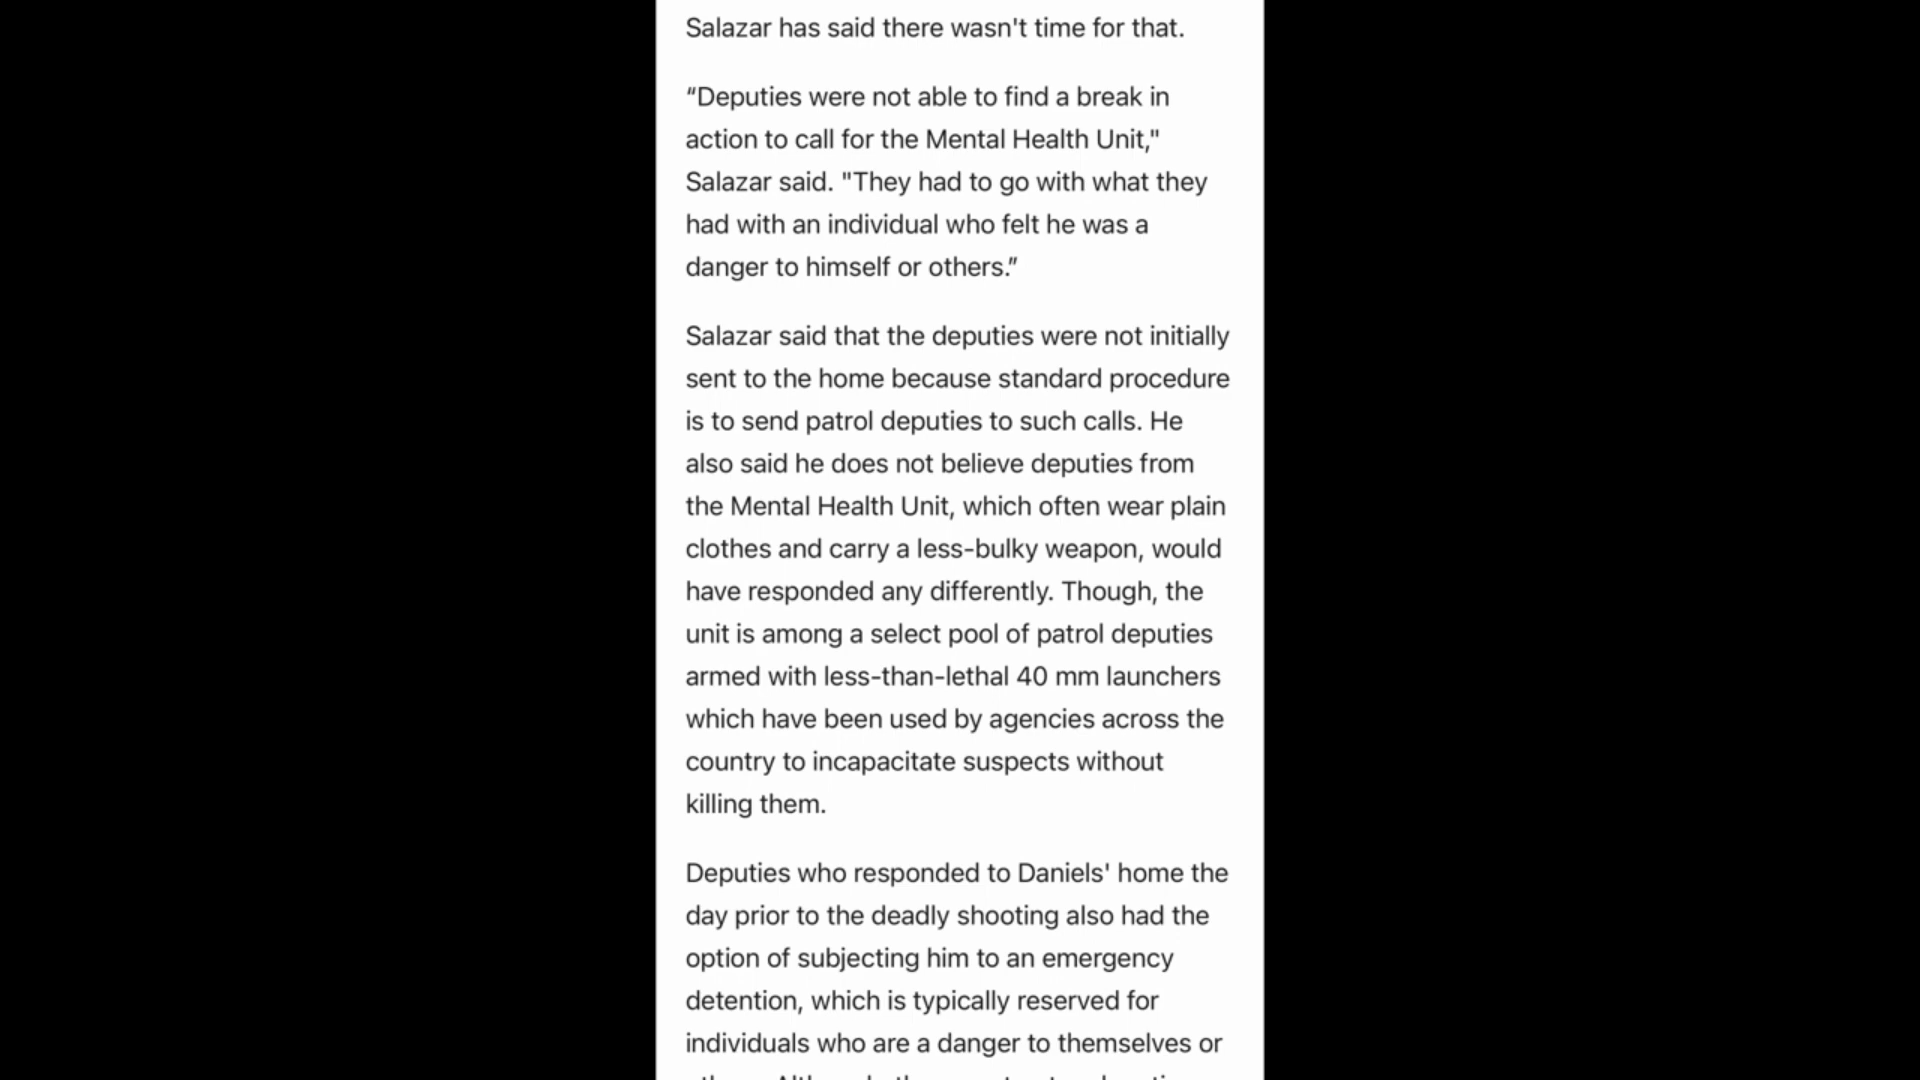 Salazar has said there wasn't time for that.
“Deputies were not able to find a break in
action to call for the Mental Health Unit,"
Salazar said. "They had to go with what they
had with an individual who felt he was a
danger to himself or others.”
Salazar said that the deputies were not initially
sent to the home because standard procedure
is to send patrol deputies to such calls. He
also said he does not believe deputies from
the Mental Health Unit, which often wear plain
clothes and carry a less-bulky weapon, would
have responded any differently. Though, the
unit is among a select pool of patrol deputies
armed with less-than-lethal 40 mm launchers
which have been used by agencies across the
country to incapacitate suspects without
killing them.
Deputies who responded to Daniels' home the
day prior to the deadly shooting also had the
option of subjecting him to an emergency
detention, which is typically reserved for
individuals who are a danger to themselves or